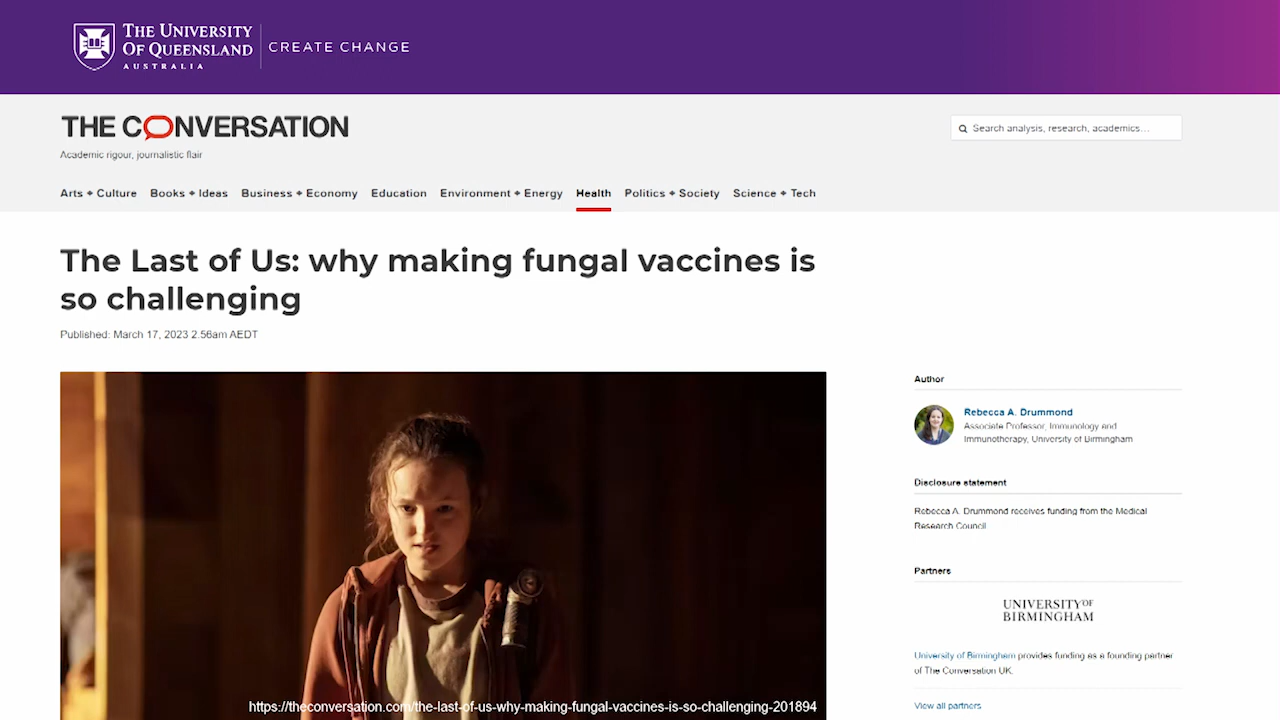 THE UNIVERSITY
OF QUEENSLAND
AUSTRALIA
CREATE CHANGE
THE CONVERSATION
Academic rigour, journalistic flair
Search analysis, research, academics...
Arts + Culture Books + Ideas Business + Economy Education Environment + Energy Health Politics + Society Science + Tech
The Last of Us: why making fungal vaccines is
so challenging
Published: March 17, 2023 2.56am AEDT
Author
Rebecca A. Drummond
Associate Professor, Immunology and
Immunotherapy, University of Birmingham
Disclosure statement
Rebecca A. Drummond receives funding from the Medical
Research Council
Partners
UNIVERSITY OF
BIRMINGHAM
University of Birmingham provides funding as a founding partner
of The Conversation UK.
View all partners
https://theconversation.com/the-last-of-us-why-making-fungal-vaccines-is-so-challenging-201894